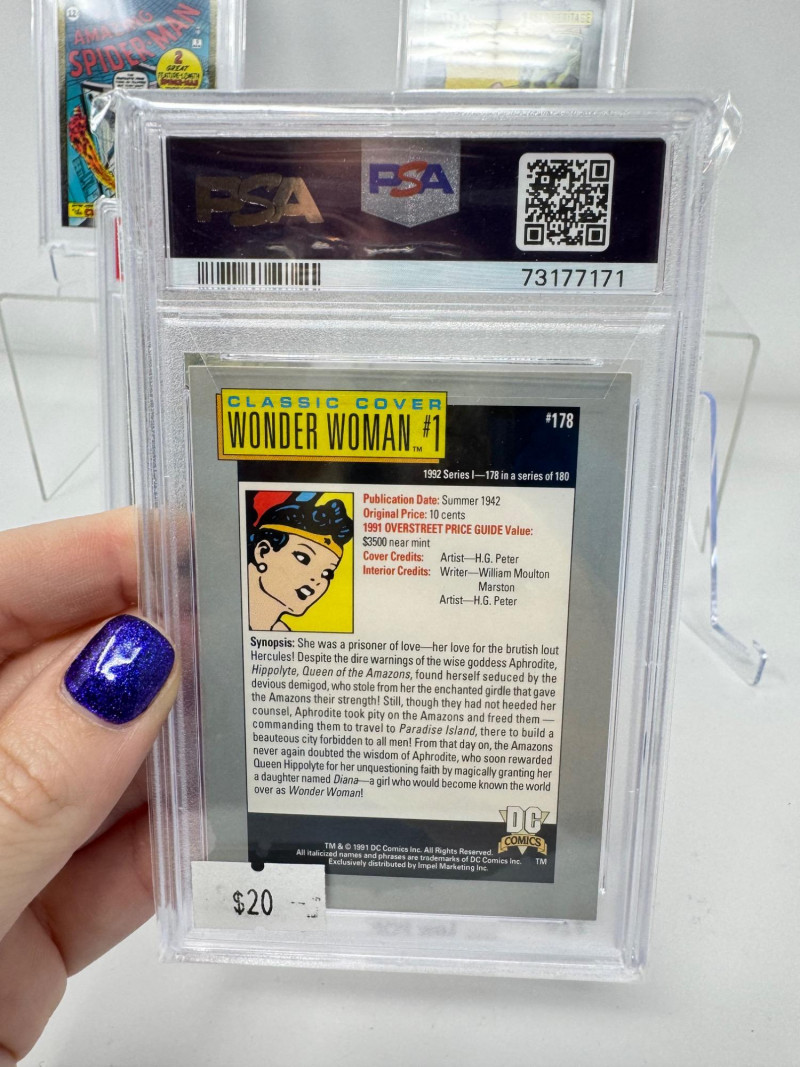 AMAZING
SPIDER-MAN
2
GREAT
FEATURE-LENGTH
SPIDER-MAN
PSA
PSA
73177171
CLASSIC COVER
WONDER WOMAN™ #1
#178
1992 Series I—178 in a series of 180
Publication Date: Summer 1942
Original Price: 10 cents
1991 OVERSTREET PRICE GUIDE Value:
$3500 near mint
Cover Credits: Artist—H.G. Peter
Interior Credits: Writer—William Moulton
Marston
Artist—H.G. Peter
Synopsis: She was a prisoner of love—her love for the brutish lout
Hercules! Despite the dire warnings of the wise goddess Aphrodite,
Hippolyte, Queen of the Amazons, found herself seduced by the
devious demigod, who stole from her the enchanted girdle that gave
the Amazons their strength! Still, though they had not heeded her
counsel, Aphrodite took pity on the Amazons and freed them —
commanding them to travel to Paradise Island, there to build a
beauteous city forbidden to all men! From that day on, the Amazons
never again doubted the wisdom of Aphrodite, who soon rewarded
Queen Hippolyte for her unquestioning faith by magically granting her
a daughter named Diana—a girl who would become known the world
over as Wonder Woman!
DC
COMICS
TM
TM & © 1991 DC Comics Inc. All Rights Reserved.
All italicized names and phrases are trademarks of DC Comics Inc.
Exclusively distributed by Impel Marketing Inc.
$20